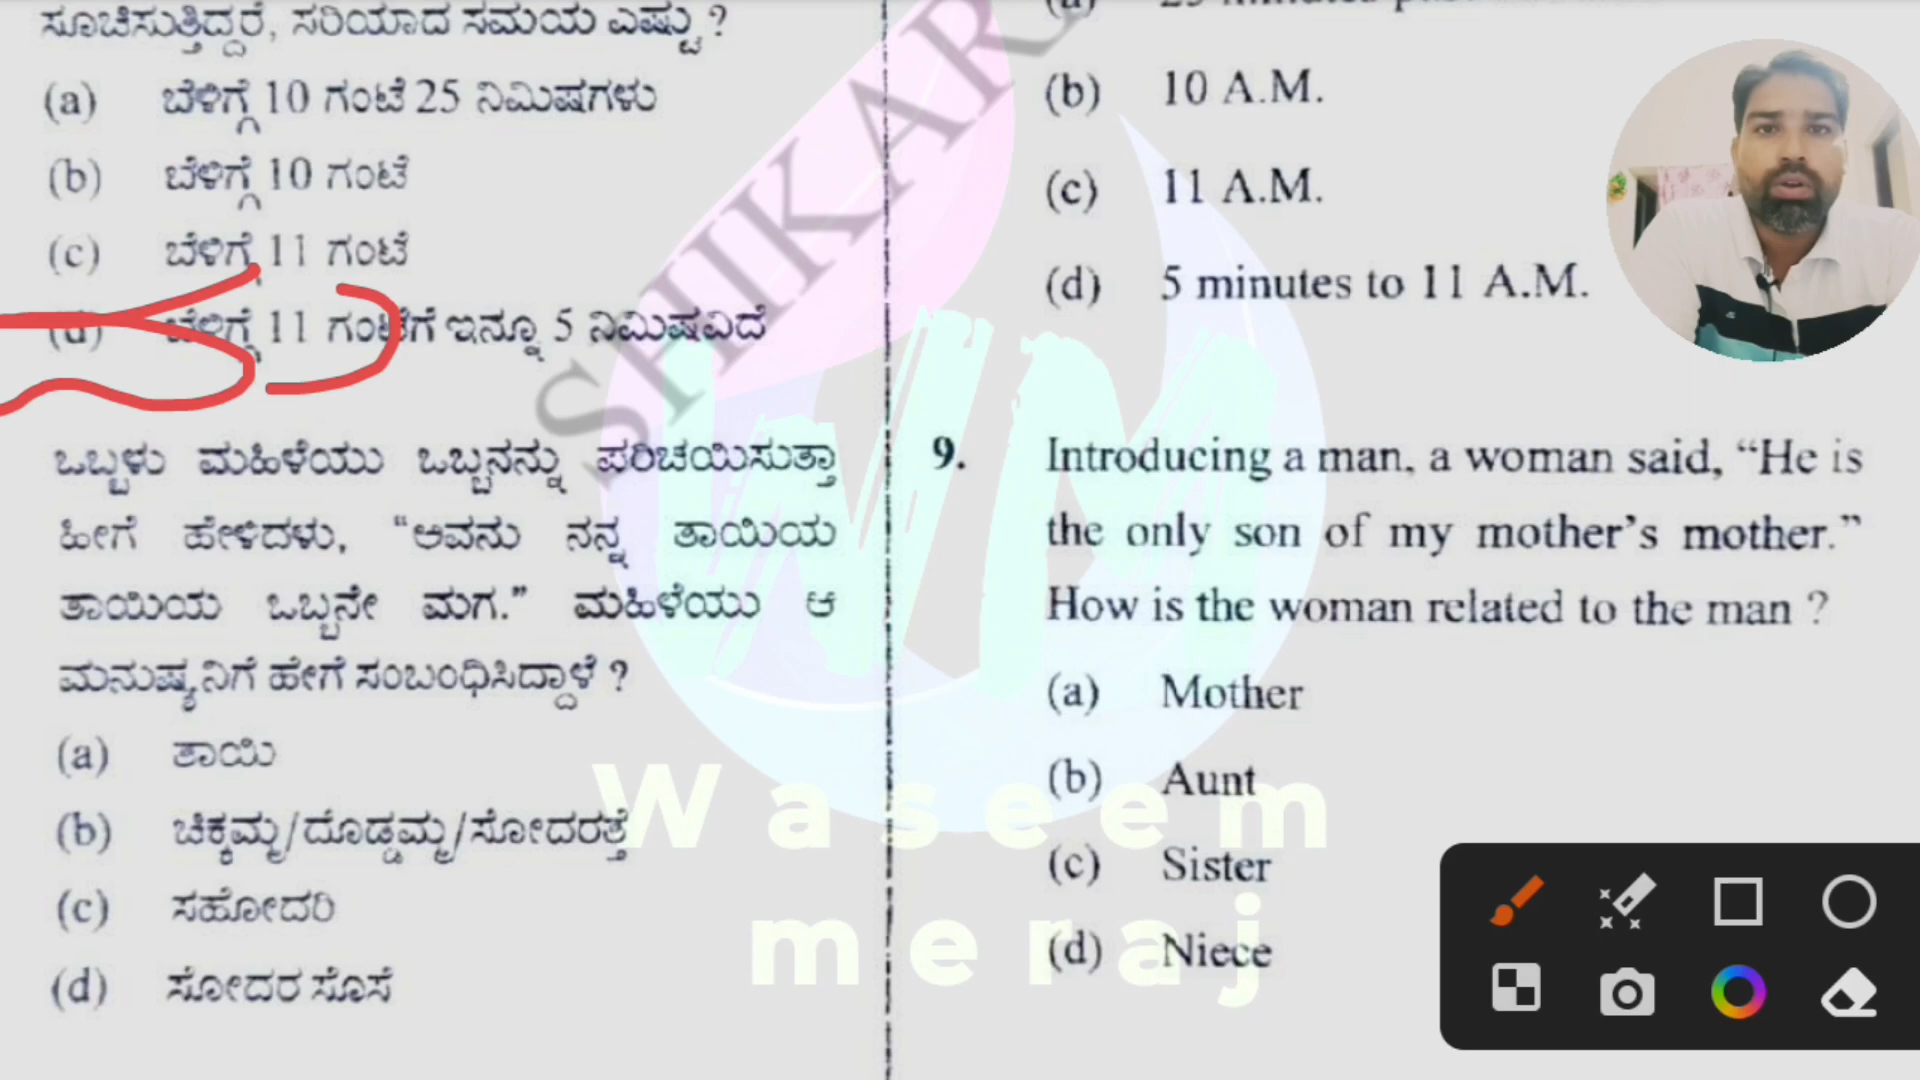 ಸೂಚಿಸುತ್ತಿದ್ದರೆ, ಸರಿಯಾದ ಸಮಯ ಎಷ್ಟು ?
(a) ಬೆಳಿಗ್ಗೆ 10 ಗಂಟೆ 25 ನಿಮಿಷಗಳು
(b) ಬೆಳಿಗ್ಗೆ 10 ಗಂಟೆ
(c) ಬೆಳಿಗ್ಗೆ 11 ಗಂಟೆ
(d) ಬೆಳಿಗ್ಗೆ 11 ಗಂಟೆಗೆ ಇನ್ನೂ 5 ನಿಮಿಷವಿದೆ
ಒಬ್ಬಳು ಮಹಿಳೆಯು ಒಬ್ಬನನ್ನು ಪರಿಚಯಿಸುತ್ತಾ
ಹೀಗೆ ಹೇಳಿದಳು, “ಅವನು ನನ್ನ ತಾಯಿಯ
ತಾಯಿಯ ಒಬ್ಬನೇ ಮಗ.” ಮಹಿಳೆಯು ಆ
ಮನುಷ್ಯನಿಗೆ ಹೇಗೆ ಸಂಬಂಧಿಸಿದ್ದಾಳೆ ?
(a) ತಾಯಿ
(b) ಚಿಕ್ಕಮ್ಮ/ದೊಡ್ಡಮ್ಮ/ಸೋದರತ್ತೆ
(c) ಸಹೋದರಿ
(d) ಸೋದರ ಸೊಸೆ
(b) 10 A.M.
(c) 11 A.M.
(d) 5 minutes to 11 A.M.
9. Introducing a man, a woman said, “He is
the only son of my mother’s mother.”
How is the woman related to the man ?
(a) Mother
(b) Aunt
(c) Sister
(d) Niece
SHIKAR
WM
Waseem
meraj